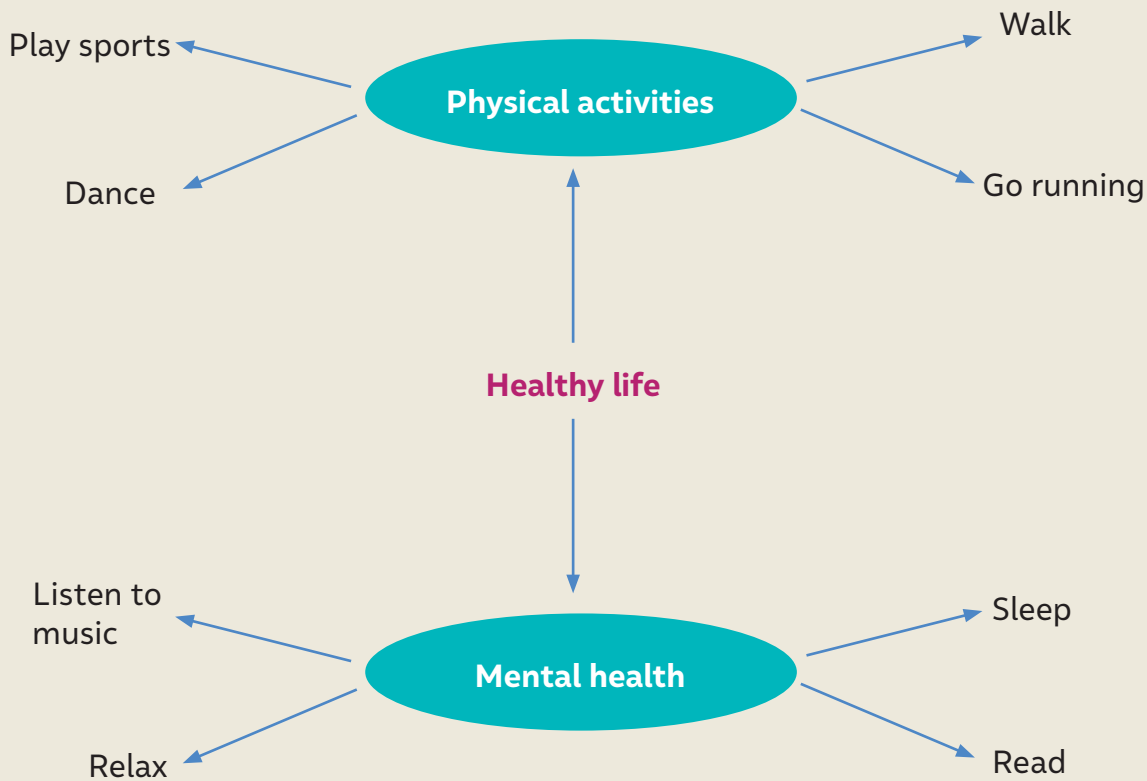 Play sports
Physical activities
Walk
Dance
Go running
Healthy life
Listen to
music
Mental health
Sleep
Relax
Read